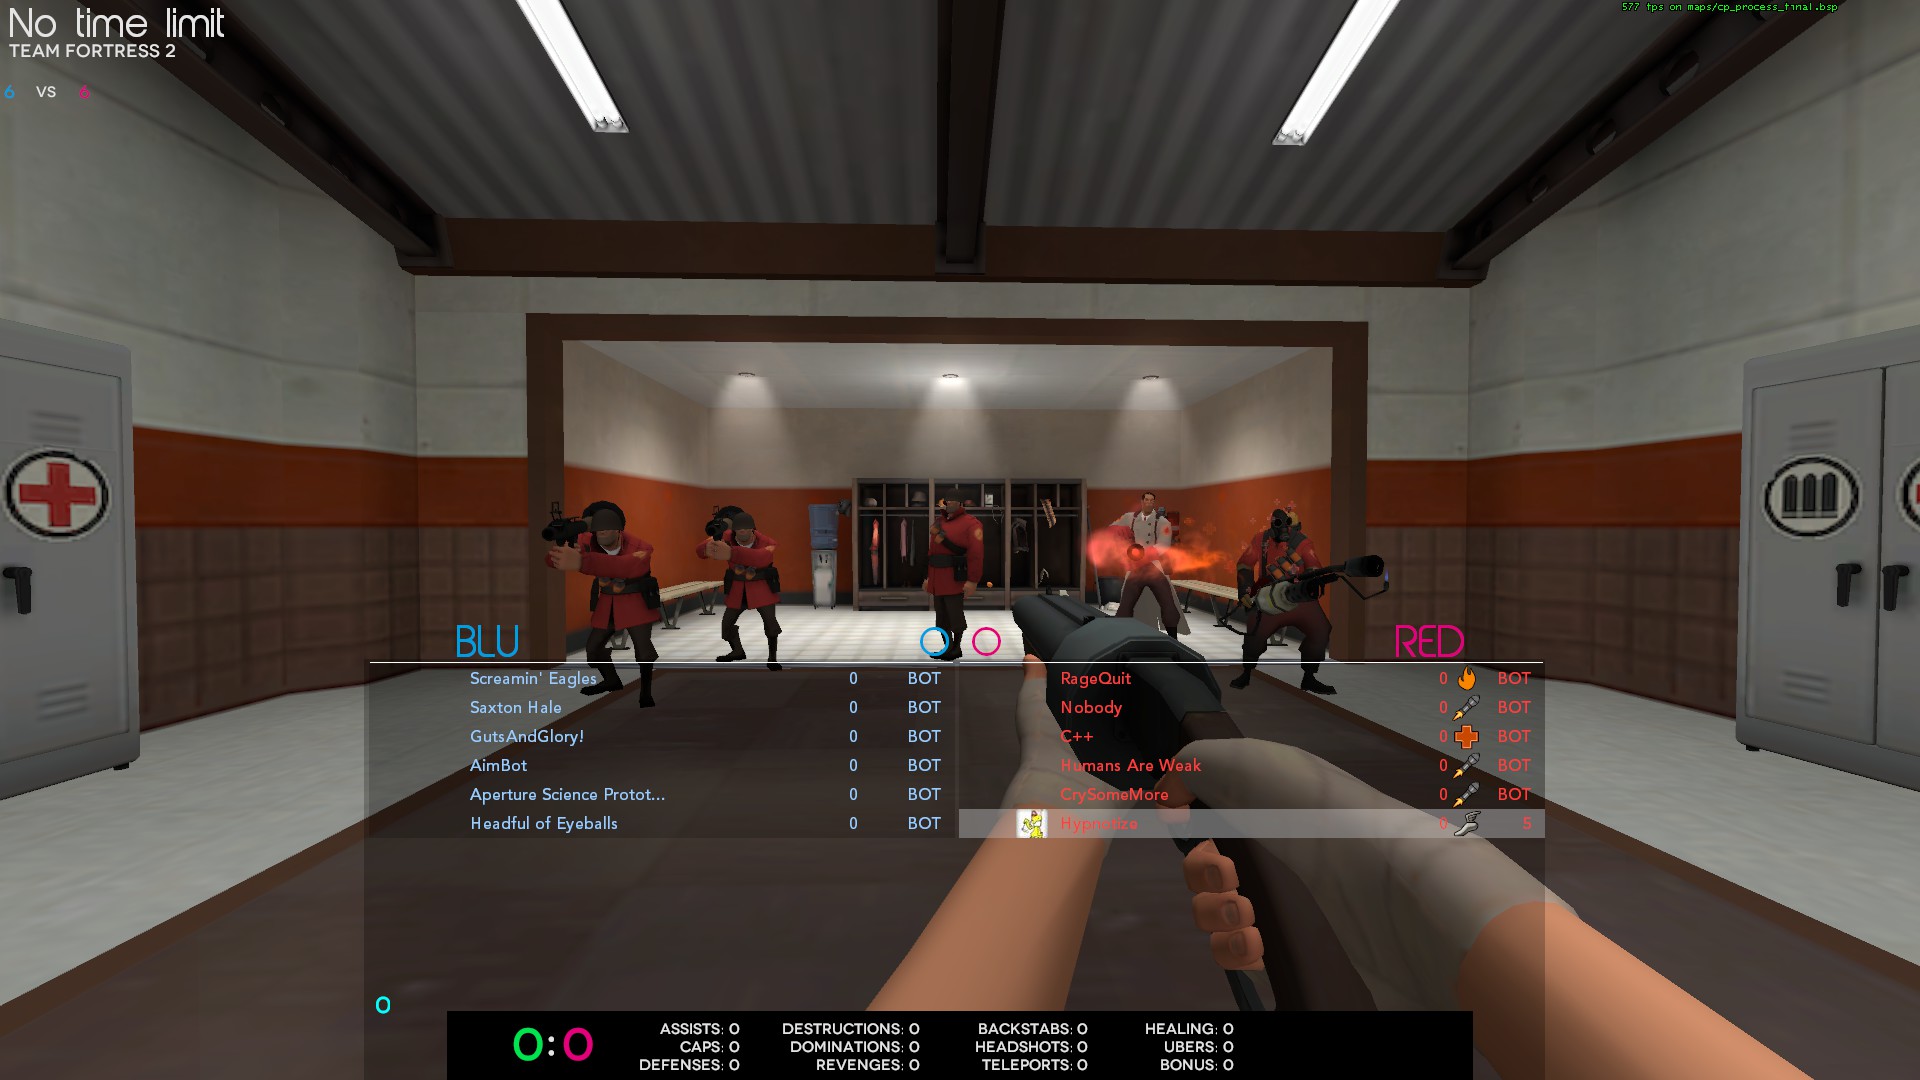 No time limit
577 fps on maps/cp_process_final.bsp
TEAM FORTRESS 2
6 VS 6
BLU 0 0 RED
Screamin' Eagles 0 BOT RageQuit 0 BOT
Saxton Hale 0 BOT Nobody 0 BOT
GutsAndGlory! 0 BOT C++ 0 BOT
AimBot 0 BOT Humans Are Weak 0 BOT
Aperture Science Protot... 0 BOT CrySomeMore 0 BOT
Headful of Eyeballs 0 BOT Hypnotize 0 5
0
0:0
ASSISTS: 0 DESTRUCTIONS: 0 BACKSTABS: 0 HEALING: 0
CAPS: 0 DOMINATIONS: 0 HEADSHOTS: 0 UBERS: 0
DEFENSES: 0 REVENGES: 0 TELEPORTS: 0 BONUS: 0